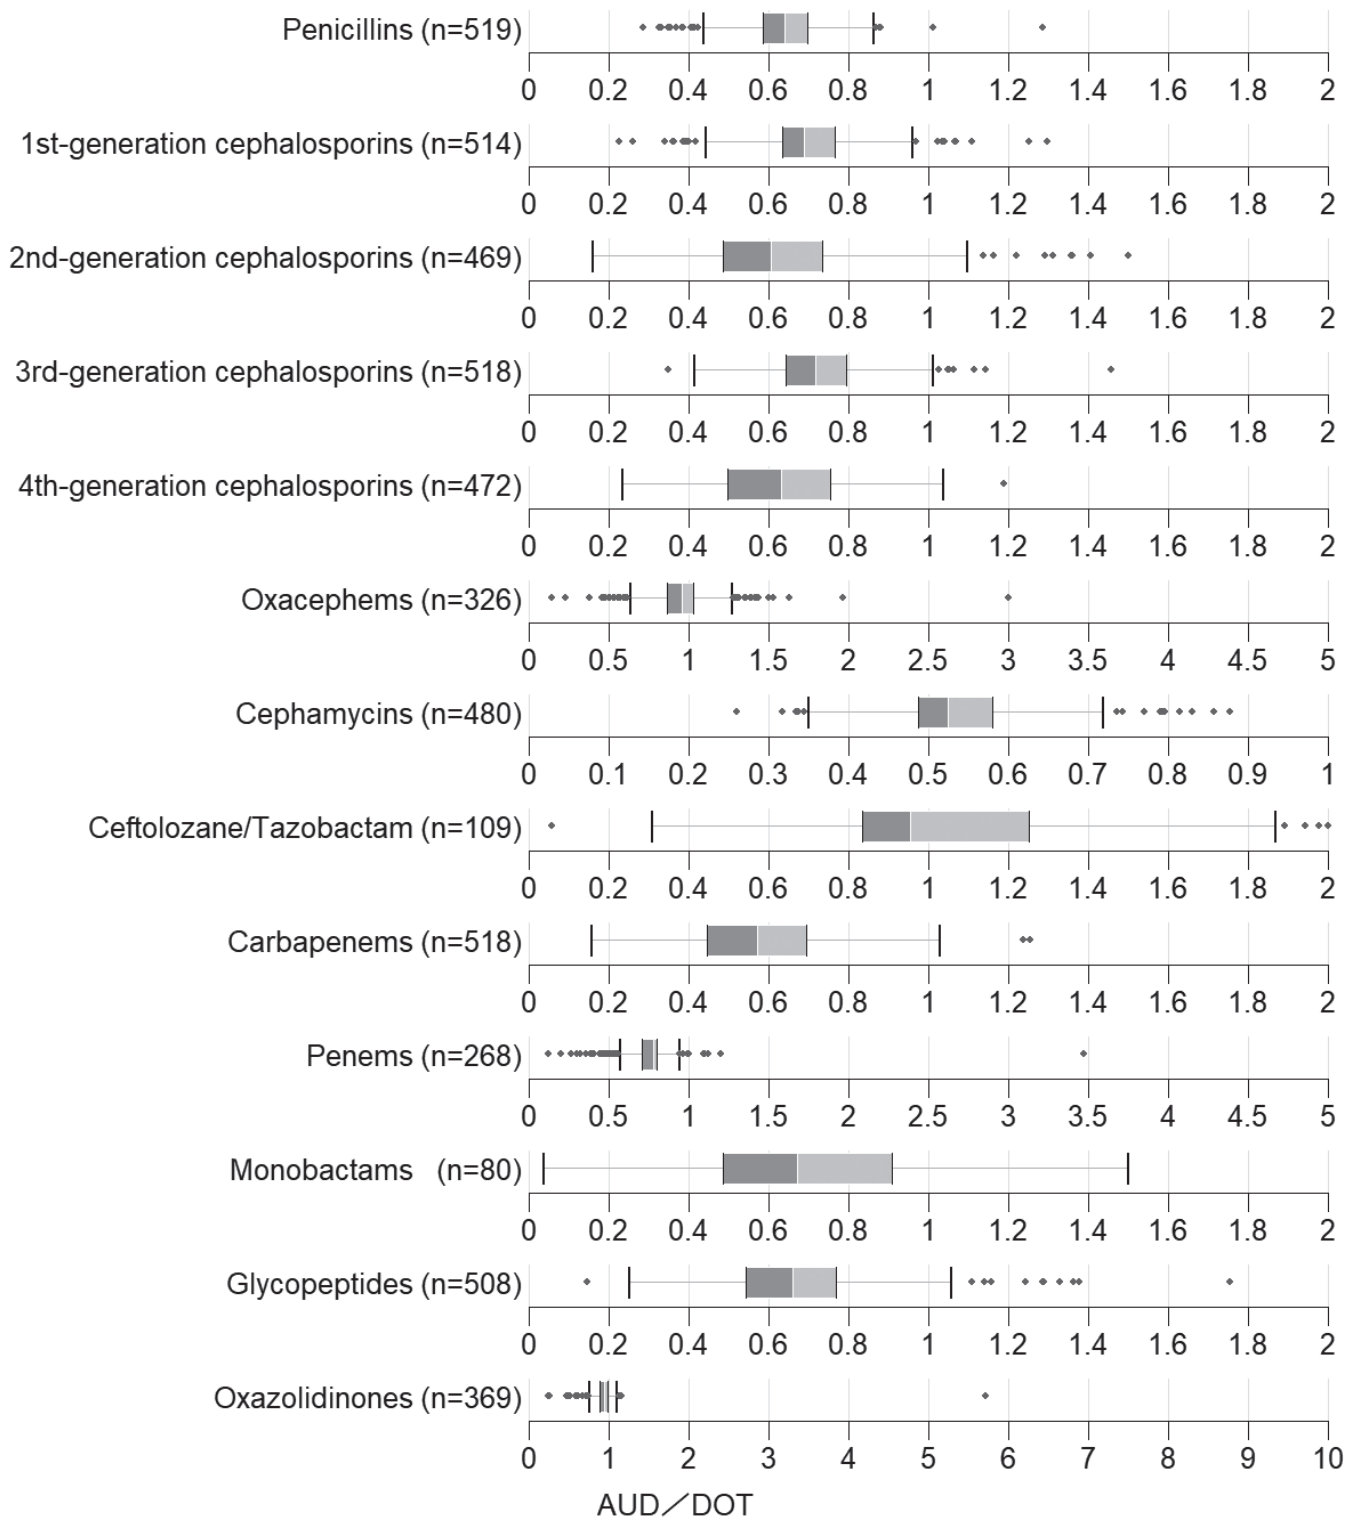 Penicillins (n=519)
0 0.2 0.4 0.6 0.8 1 1.2 1.4 1.6 1.8 2
1st-generation cephalosporins (n=514)
0 0.2 0.4 0.6 0.8 1 1.2 1.4 1.6 1.8 2
2nd-generation cephalosporins (n=469)
0 0.2 0.4 0.6 0.8 1 1.2 1.4 1.6 1.8 2
3rd-generation cephalosporins (n=518)
0 0.2 0.4 0.6 0.8 1 1.2 1.4 1.6 1.8 2
4th-generation cephalosporins (n=472)
0 0.2 0.4 0.6 0.8 1 1.2 1.4 1.6 1.8 2
Oxacephems (n=326)
0 0.5 1 1.5 2 2.5 3 3.5 4 4.5 5
Cephamycins (n=480)
0 0.1 0.2 0.3 0.4 0.5 0.6 0.7 0.8 0.9 1
Ceftolozane/Tazobactam (n=109)
0 0.2 0.4 0.6 0.8 1 1.2 1.4 1.6 1.8 2
Carbapenems (n=518)
0 0.2 0.4 0.6 0.8 1 1.2 1.4 1.6 1.8 2
Penems (n=268)
0 0.5 1 1.5 2 2.5 3 3.5 4 4.5 5
Monobactams (n=80)
0 0.2 0.4 0.6 0.8 1 1.2 1.4 1.6 1.8 2
Glycopeptides (n=508)
0 0.2 0.4 0.6 0.8 1 1.2 1.4 1.6 1.8 2
Oxazolidinones (n=369)
0 1 2 3 4 5 6 7 8 9 10
AUD／DOT